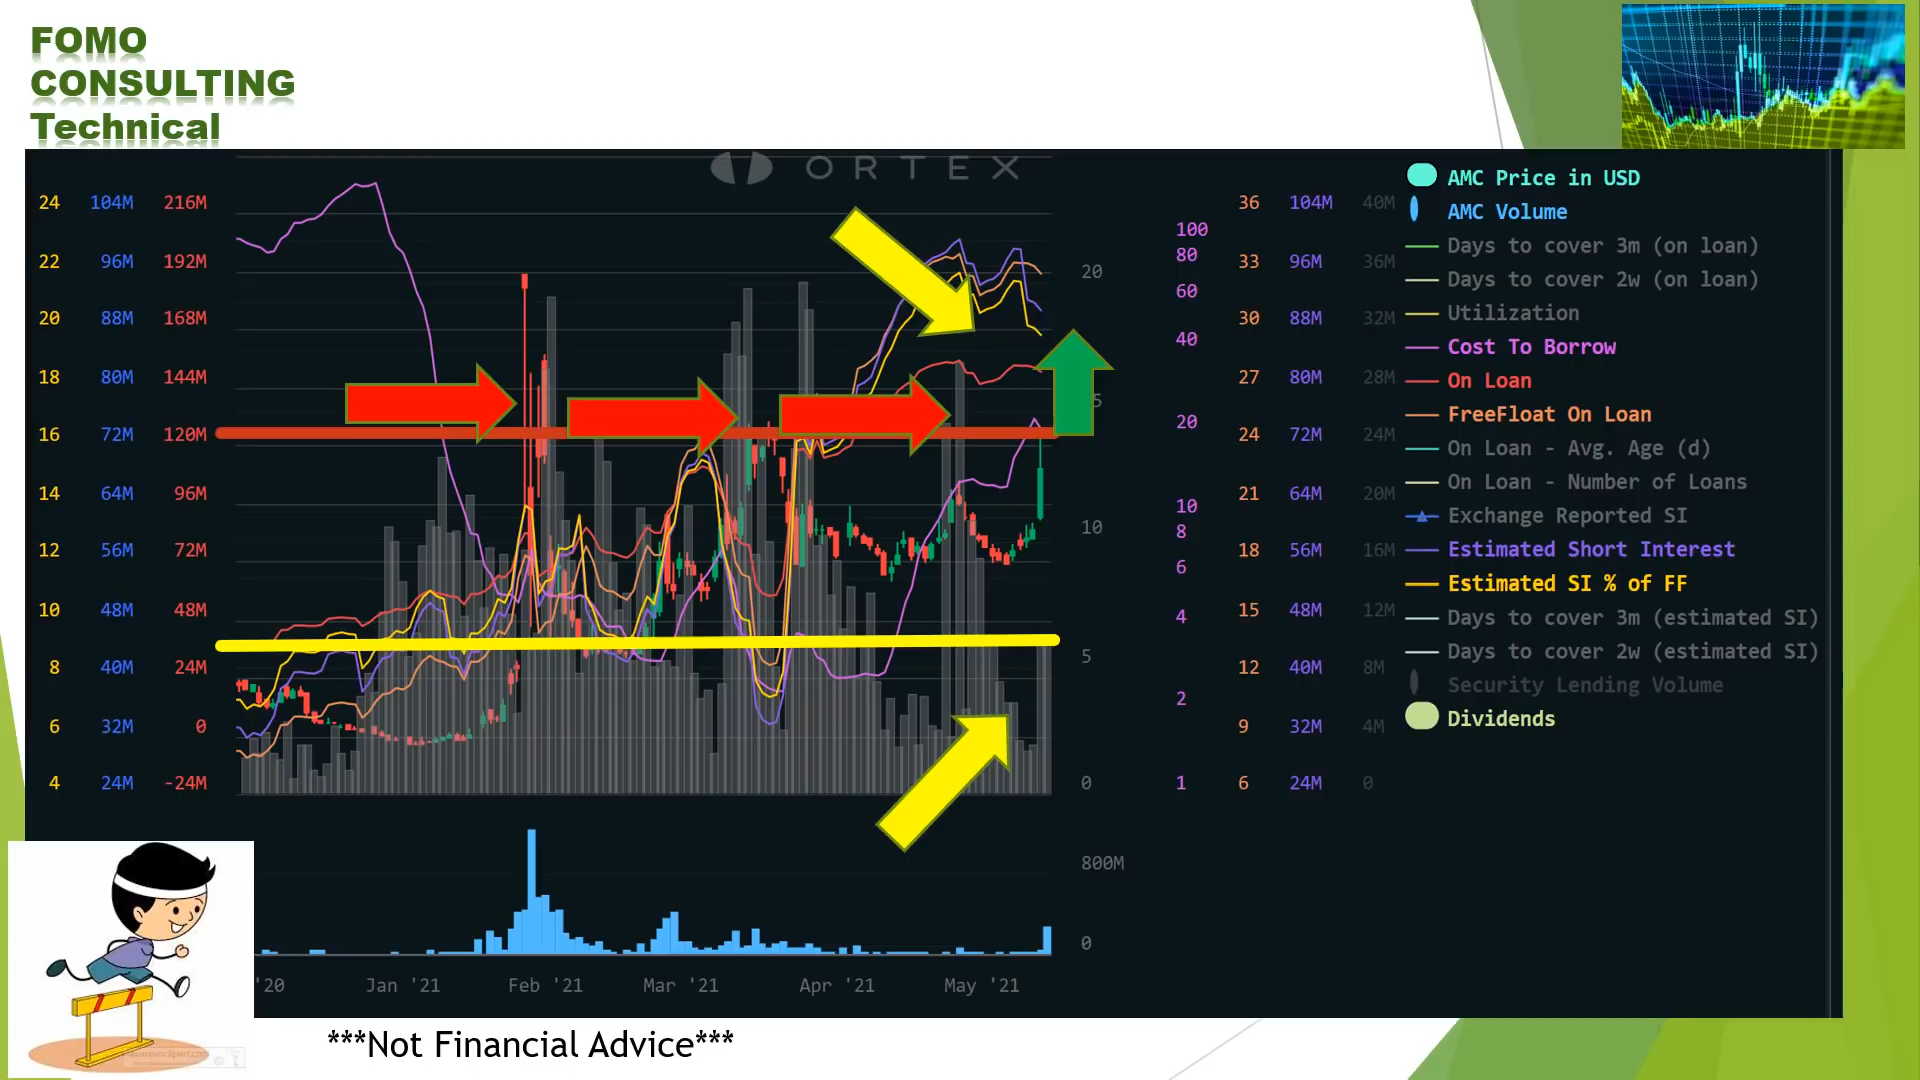 FOMO
CONSULTING
Technical
ORTEX
24 104M 216M
22 96M 192M
20 88M 168M
18 80M 144M
16 72M 120M
14 64M 96M
12 56M 72M
10 48M 48M
8 40M 24M
6 32M 0
4 24M -24M
20
5
10
5
0
800M
0
100
80
60
40
20
10
8
6
4
2
1
36 104M 40M
33 96M 36M
30 88M 32M
27 80M 28M
24 72M 24M
21 64M 20M
18 56M 16M
15 48M 12M
12 40M 8M
9 32M 4M
6 24M 0
AMC Price in USD
AMC Volume
Days to cover 3m (on loan)
Days to cover 2w (on loan)
Utilization
Cost To Borrow
On Loan
FreeFloat On Loan
On Loan - Avg. Age (d)
On Loan - Number of Loans
Exchange Reported SI
Estimated Short Interest
Estimated SI % of FF
Days to cover 3m (estimated SI)
Days to cover 2w (estimated SI)
Security Lending Volume
Dividends
'20 Jan '21 Feb '21 Mar '21 Apr '21 May '21
***Not Financial Advice***